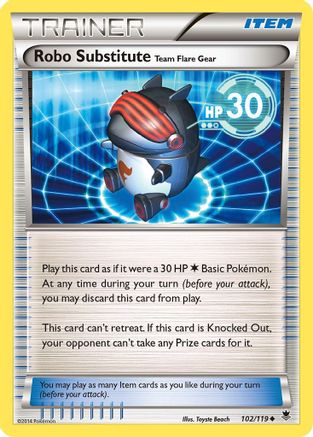 TRAINER
ITEM
Robo Substitute Team Flare Gear
HP 30
Play this card as if it were a 30 HP Basic Pokémon.
At any time during your turn (before your attack),
you may discard this card from play.
This card can't retreat. If this card is Knocked Out,
your opponent can't take any Prize cards for it.
You may play as many Item cards as you like during your turn
(before your attack).
©2014 Pokémon
Illus. Toyste Beach
102/119